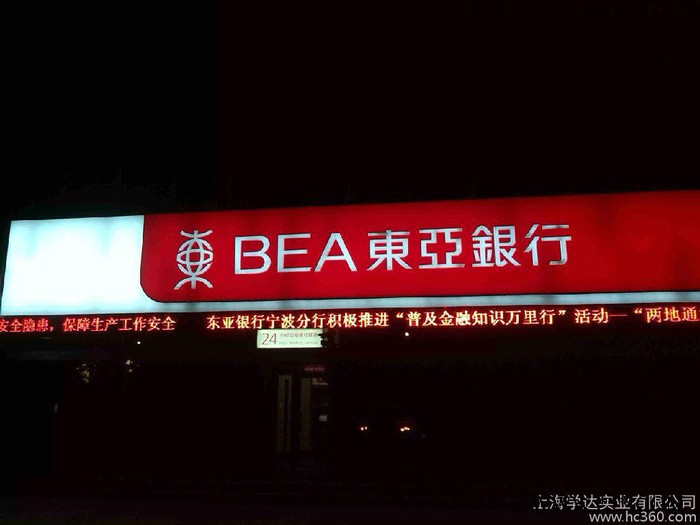 BEA東亞銀行
安全隐患，保障生产工作安全 东亚银行宁波分行积极推进“普及金融知识万里行”活动—“两地通
24
上海学达实业有限公司
www.hc360.com